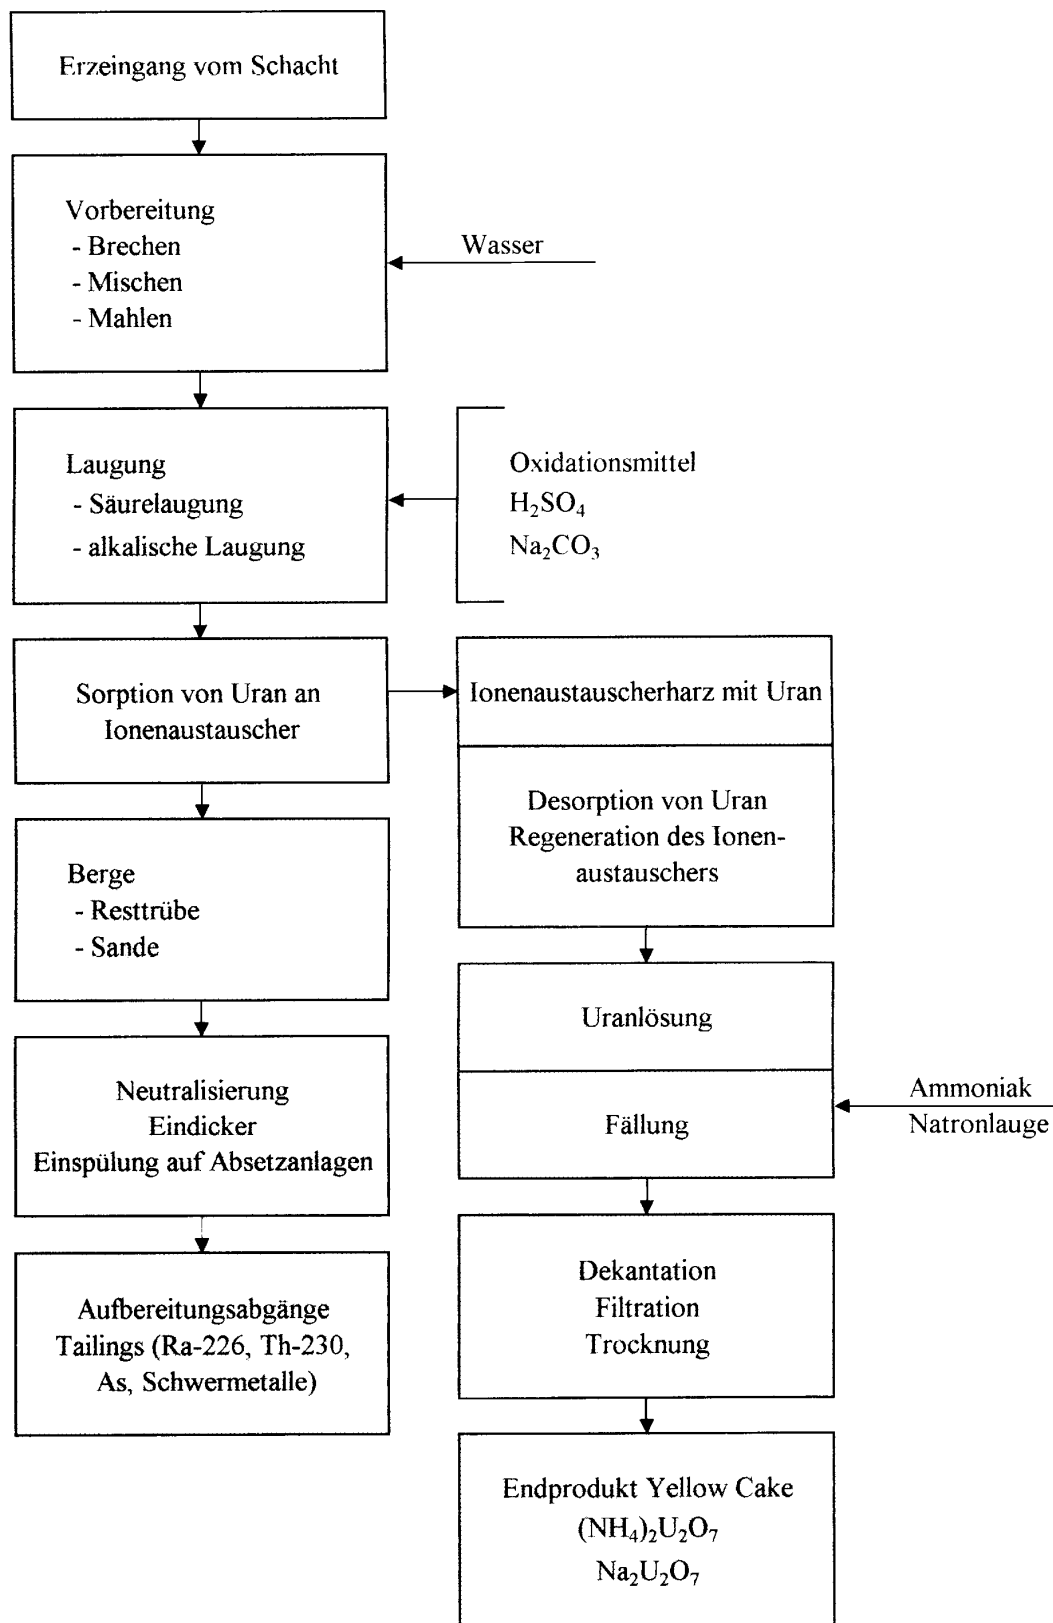 Erzeingang vom Schacht
Vorbereitung
- Brechen
- Mischen
- Mahlen
Wasser
Laugung
- Säurelaugung
- alkalische Laugung
Oxidationsmittel
H₂SO₄
Na₂CO₃
Sorption von Uran an
Ionenaustauscher
Ionenaustauscherharz mit Uran
Desorption von Uran
Regeneration des Ionen-
austauschers
Berge
- Resttrübe
- Sande
Uranlösung
Neutralisierung
Eindicker
Einspülung auf Absetzanlagen
Fällung
Ammoniak
Natronlauge
Aufbereitungsabgänge
Tailings (Ra-226, Th-230,
As, Schwermetalle)
Dekantation
Filtration
Trocknung
Endprodukt Yellow Cake
(NH₄)₂U₂O₇
Na₂U₂O₇